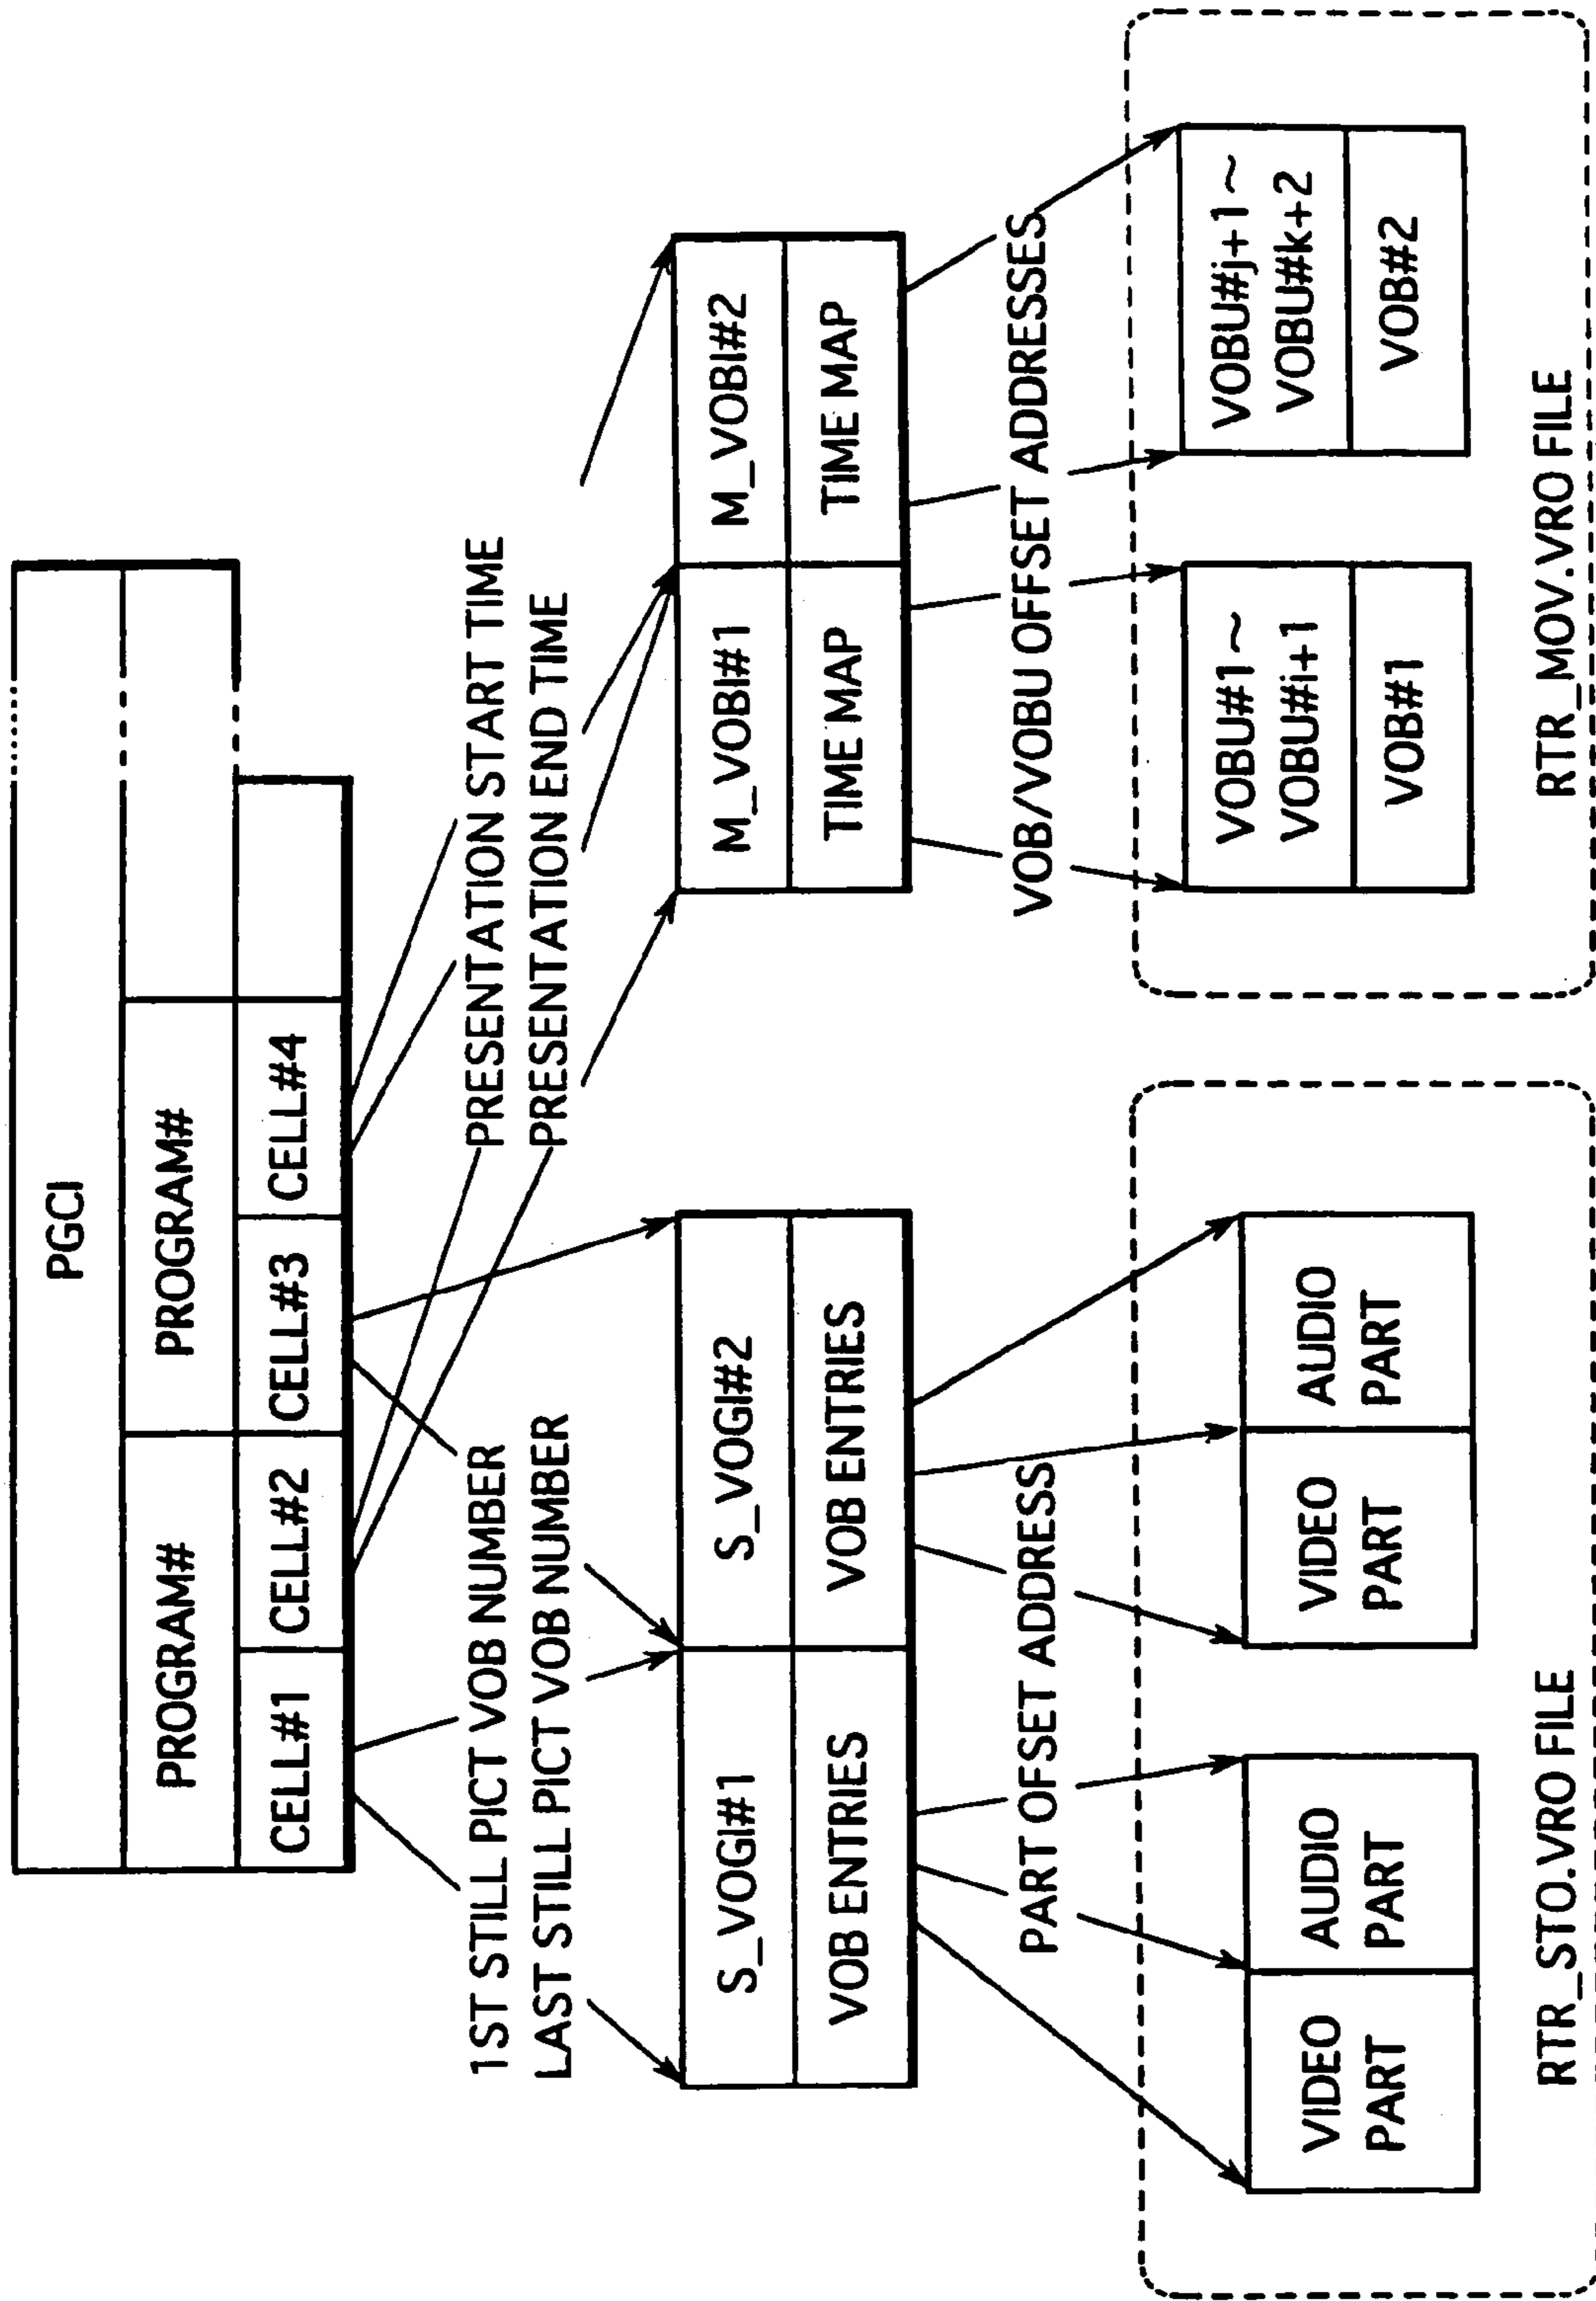 PGCI
PROGRAM#
PROGRAM#
CELL#1
CELL#2
CELL#3
CELL#4
1ST STILL PICT VOB NUMBER
LAST STILL PICT VOB NUMBER
PRESENTATION START TIME
PRESENTATION END TIME
S_VOGI#1
S_VOGI#2
VOB ENTRIES
VOB ENTRIES
M_VOBI#1
M_VOBI#2
TIME MAP
TIME MAP
PART OFFSET ADDRESS
VOB/VOBU OFFSET ADDRESSES
VIDEO
PART
AUDIO
PART
VIDEO
PART
AUDIO
PART
RTR_STO.VRO FILE
VOBU#1~
VOBU#i+1
VOB#1
VOBU#j+1~
VOBU#k+2
VOB#2
RTR_MOV.VRO FILE